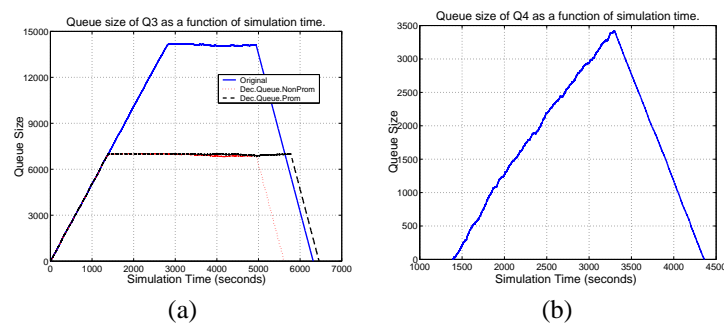 Queue size of Q3 as a function of simulation time.
15000
12000
9000
6000
3000
0
Queue Size
Original
Dec.Queue.NonProm
Dec.Queue.Prom
0 1000 2000 3000 4000 5000 6000 7000
Simulation Time (seconds)
(a)
Queue size of Q4 as a function of simulation time.
3500
3000
2500
2000
1500
1000
500
0
Queue Size
1000 1500 2000 2500 3000 3500 4000 4500
Simulation Time (seconds)
(b)